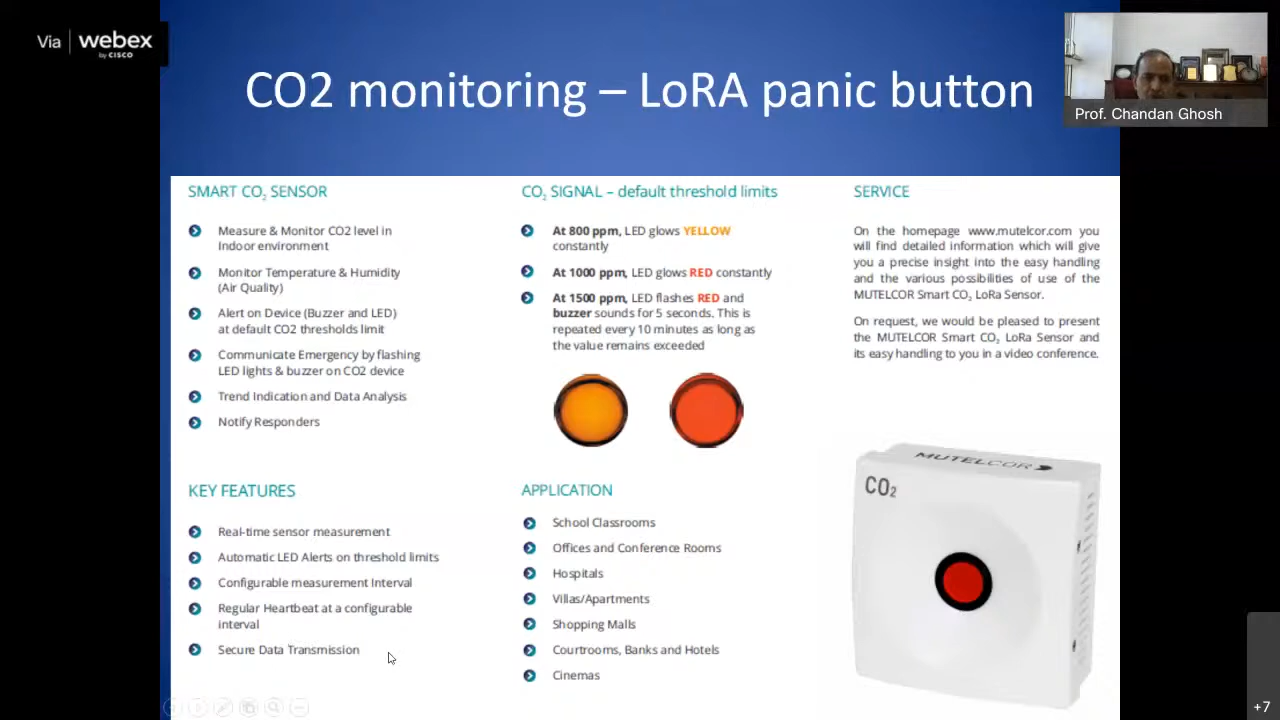 Via webex
by CISCO
CO2 monitoring – LoRA panic button
Prof. Chandan Ghosh
SMART CO₂ SENSOR
Measure & Monitor CO2 level in
Indoor environment
Monitor Temperature & Humidity
(Air Quality)
Alert on Device (Buzzer and LED)
at default CO2 thresholds limit
Communicate Emergency by flashing
LED lights & buzzer on CO2 device
Trend Indication and Data Analysis
Notify Responders
KEY FEATURES
Real-time sensor measurement
Automatic LED Alerts on threshold limits
Configurable measurement Interval
Regular Heartbeat at a configurable
interval
Secure Data Transmission
CO₂ SIGNAL – default threshold limits
At 800 ppm, LED glows YELLOW
constantly
At 1000 ppm, LED glows RED constantly
At 1500 ppm, LED flashes RED and
buzzer sounds for 5 seconds. This is
repeated every 10 minutes as long as
the value remains exceeded
APPLICATION
School Classrooms
Offices and Conference Rooms
Hospitals
Villas/Apartments
Shopping Malls
Courtrooms, Banks and Hotels
Cinemas
SERVICE
On the homepage www.mutelcor.com you
will find detailed information which will give
you a precise insight into the easy handling
and the various possibilities of use of the
MUTELCOR Smart CO₂ LoRa Sensor.
On request, we would be pleased to present
the MUTELCOR Smart CO₂ LoRa Sensor and
its easy handling to you in a video conference.
MUTELCOR
CO₂
+7